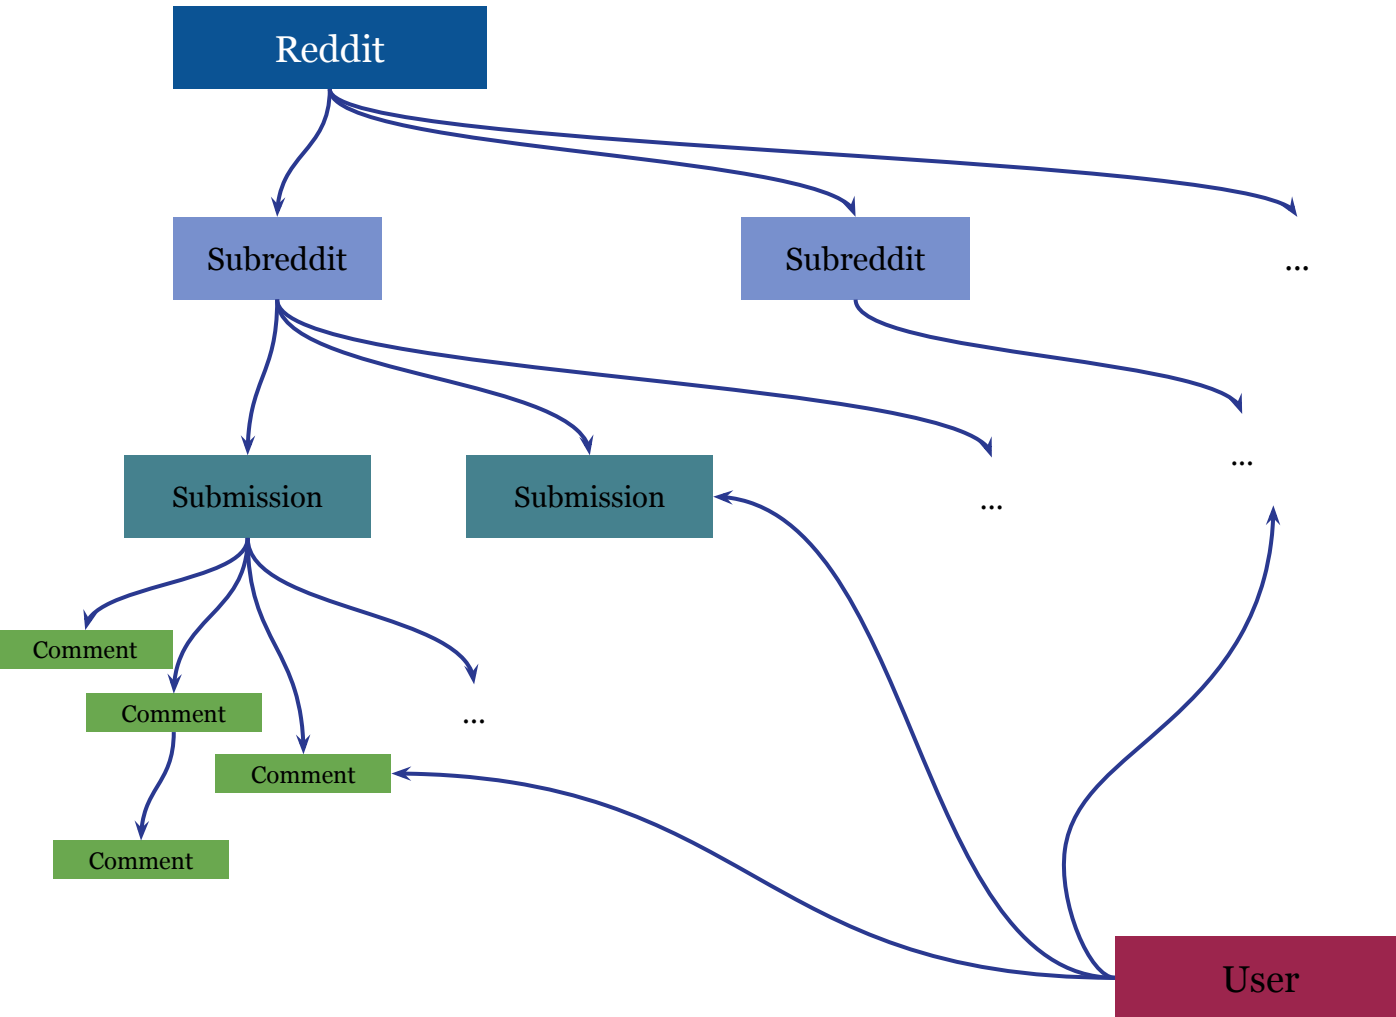 Reddit
Subreddit
Subreddit
...
...
Submission
Submission
...
Comment
Comment
...
Comment
Comment
User